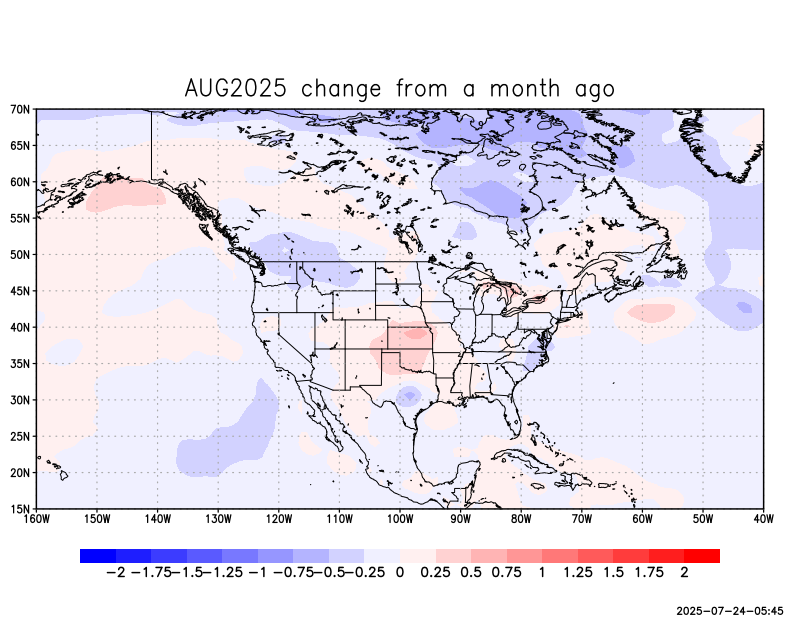 AUG2025 change from a month ago
70N
65N
60N
55N
50N
45N
40N
35N
30N
25N
20N
15N
160W 150W 140W 130W 120W 110W 100W 90W 80W 70W 60W 50W 40W
−2 −1.75 −1.5 −1.25 −1 −0.75 −0.5 −0.25 0 0.25 0.5 0.75 1 1.25 1.5 1.75 2
2025-07-24-05:45